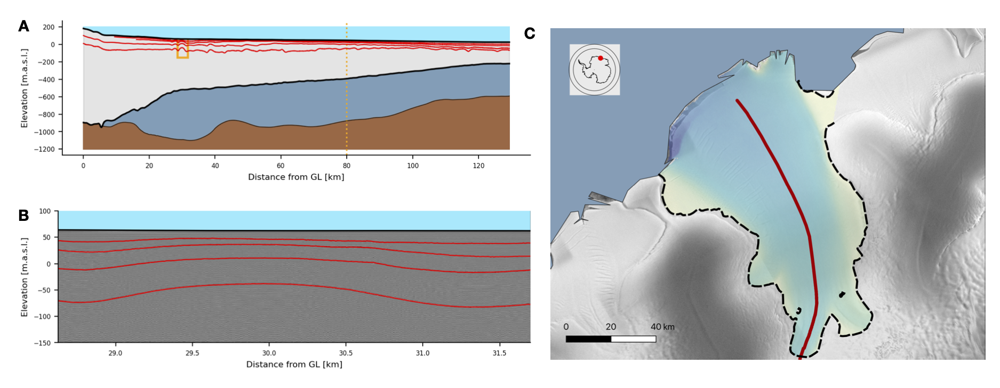 A
200
0
−200
−400
−600
−800
−1000
−1200
Elevation [m.a.s.l.]
0 20 40 60 80 100 120
Distance from GL [km]
B
100
50
0
−50
−100
−150
Elevation [m.a.s.l.]
29.0 29.5 30.0 30.5 31.0 31.5
Distance from GL [km]
C
0 20 40 km